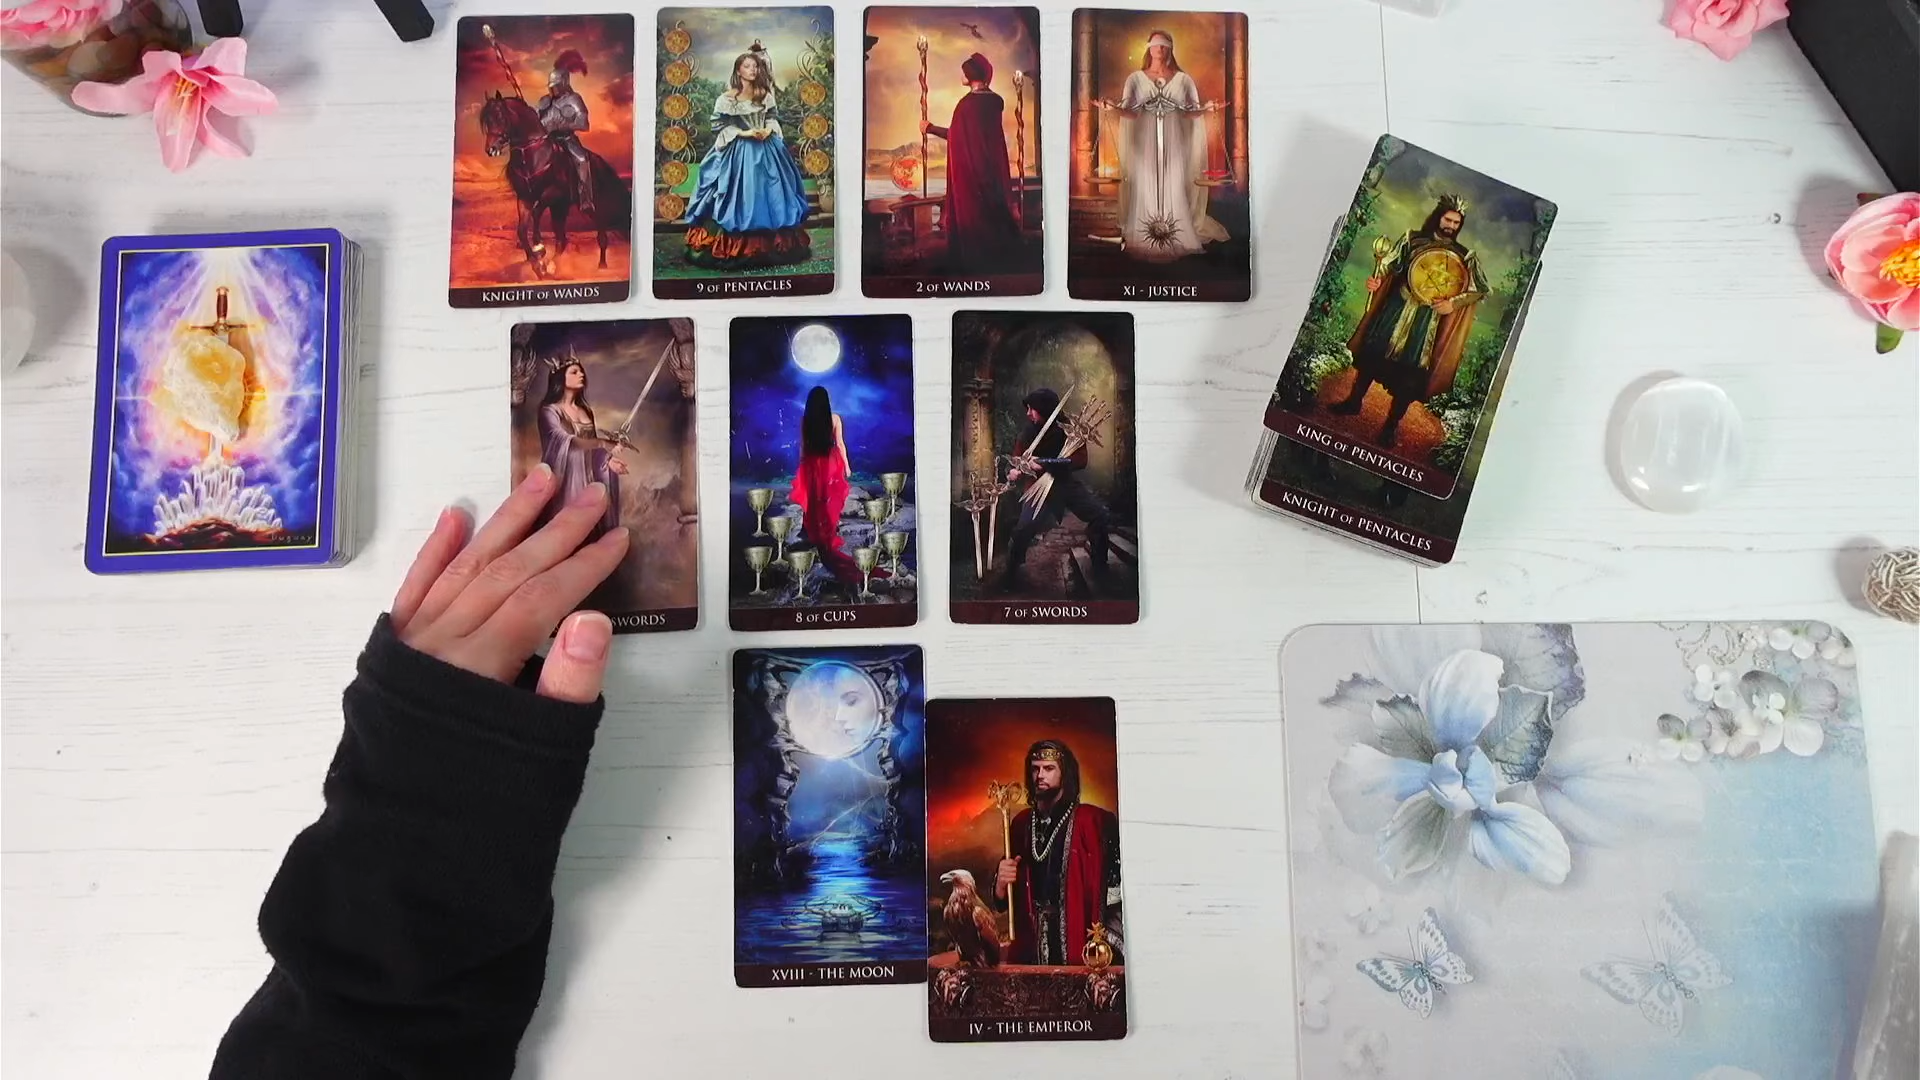 KNIGHT OF WANDS
9 OF PENTACLES
2 OF WANDS
XI - JUSTICE
KING OF PENTACLES
KNIGHT OF PENTACLES
SWORDS
8 OF CUPS
7 OF SWORDS
XVIII - THE MOON
IV - THE EMPEROR